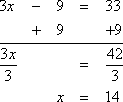 3x − 9 = 33
+ 9 +9
3x/3 = 42/3
x = 14